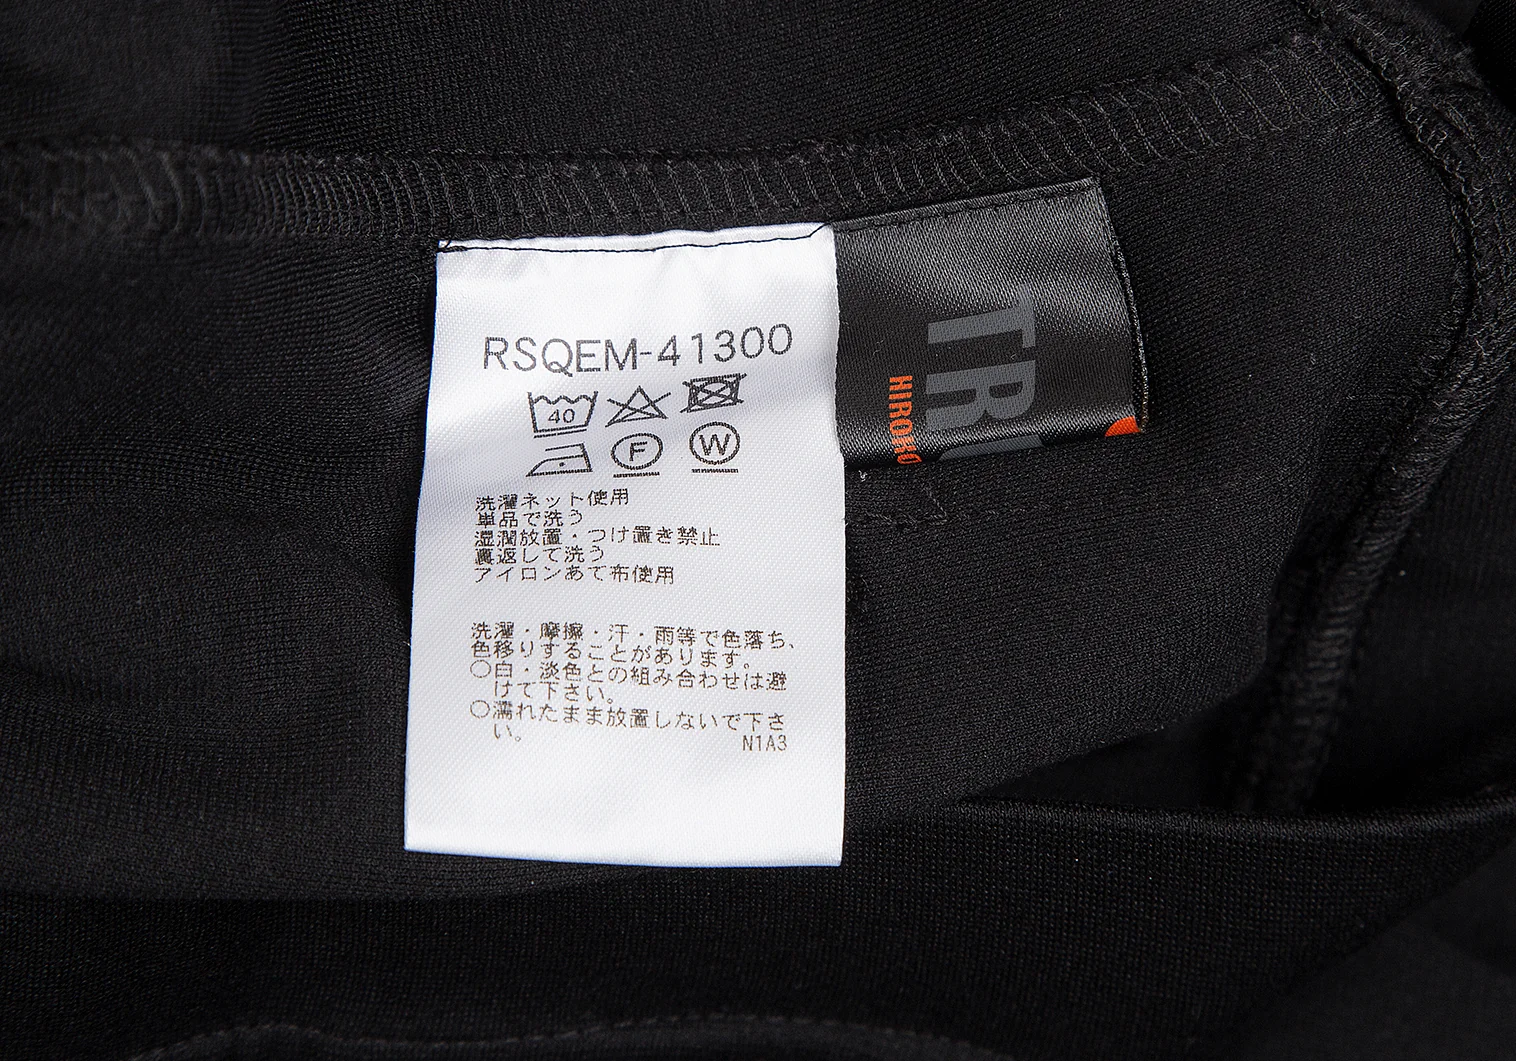 RSQEM-41300
40
F
W
洗濯ネット使用
単品で洗う
湿潤放置・つけ置き禁止
裏返して洗う
アイロンあて布使用
洗濯・摩擦・汗・雨等で色落ち、
色移りすることがあります。
○白・淡色との組み合わせは避
けて下さい。
○濡れたまま放置しないで下さ
い。
N1A3
HIROKO